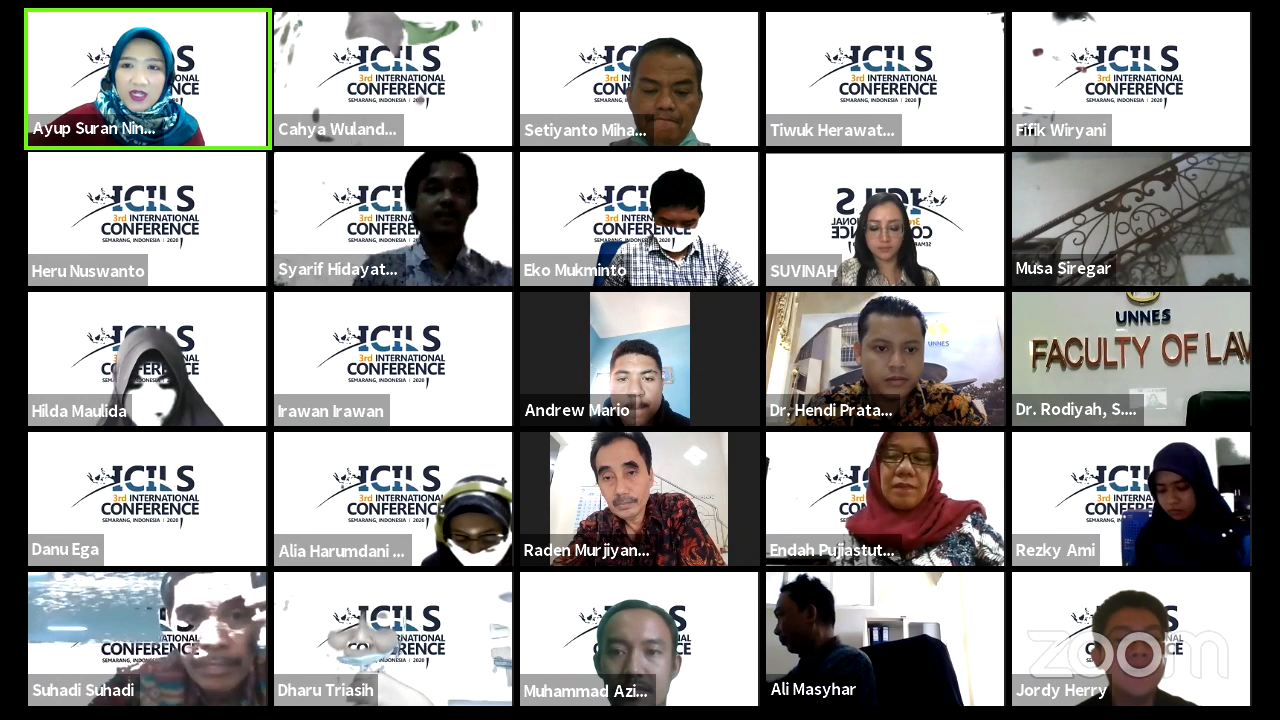 ICILS
3rd INTERNATIONAL
CONFERENCE
SEMARANG, INDONESIA | 2020
Ayup Suran Nin...
Cahya Wuland...
Setiyanto Miha...
Tiwuk Herawat...
Fifik Wiryani
Heru Nuswanto
Syarif Hidayat...
Eko Mukminto
SUVINAH
Musa Siregar
Hilda Maulida
Irawan Irawan
Andrew Mario
UNNES
Dr. Hendi Prata...
UNNES
FACULTY OF LAW
Dr. Rodiyah, S....
Danu Ega
Alia Harumdani ...
Raden Murjiyan...
Endah Pujiastut...
Rezky Ami
Suhadi Suhadi
Dharu Triasih
Muhammad Azi...
Ali Masyhar
Jordy Herry
zoom